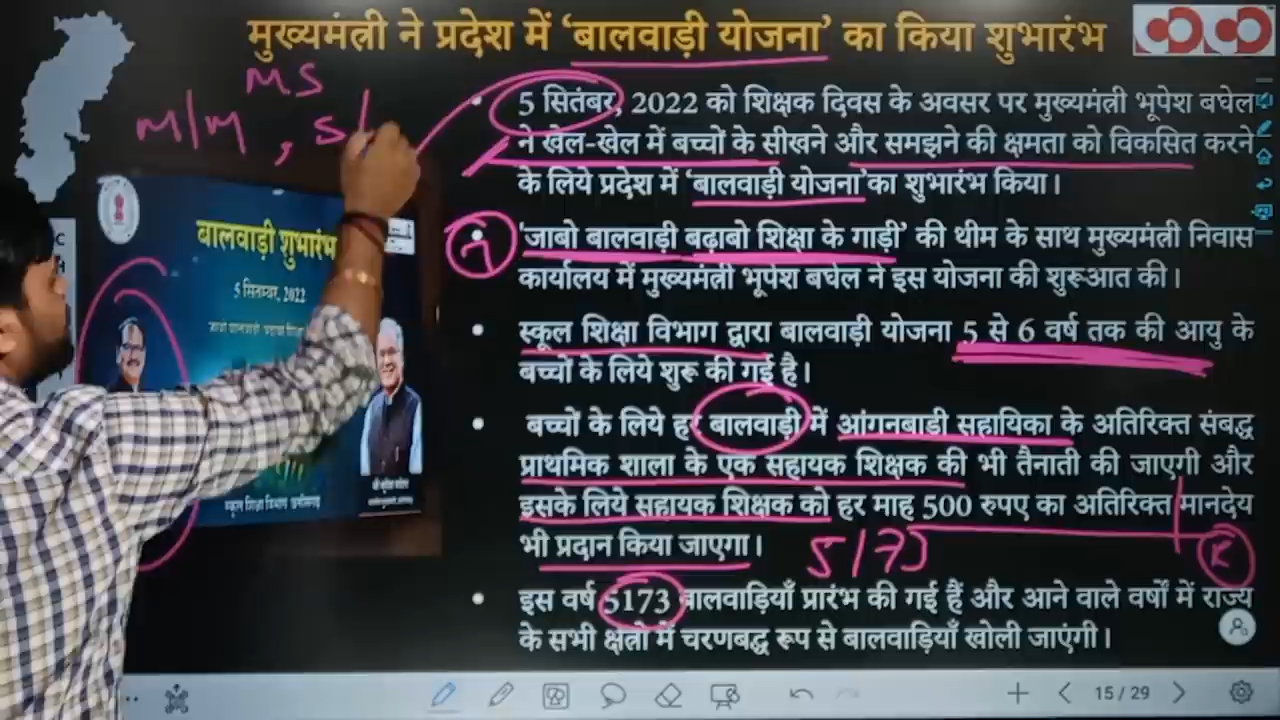 मुख्यमंत्री ने प्रदेश में ‘बालवाड़ी योजना’ का किया शुभारंभ
MS
M/M , S/
5 सितंबर, 2022 को शिक्षक दिवस के अवसर पर मुख्यमंत्री भूपेश बघेल
ने खेल-खेल में बच्चों के सीखने और समझने की क्षमता को विकसित करने
के लिये प्रदेश में ‘बालवाड़ी योजना’का शुभारंभ किया।
‘जाबो बालवाड़ी बढ़ाबो शिक्षा के गाड़ी’ की थीम के साथ मुख्यमंत्री निवास
कार्यालय में मुख्यमंत्री भूपेश बघेल ने इस योजना की शुरूआत की।
स्कूल शिक्षा विभाग द्वारा बालवाड़ी योजना 5 से 6 वर्ष तक की आयु के
बच्चों के लिये शुरू की गई है।
बच्चों के लिये हर बालवाड़ी में आंगनबाडी सहायिका के अतिरिक्त संबद्ध
प्राथमिक शाला के एक सहायक शिक्षक की भी तैनाती की जाएगी और
इसके लिये सहायक शिक्षक को हर माह 500 रुपए का अतिरिक्त मानदेय
भी प्रदान किया जाएगा।
5173
इस वर्ष 5173 बालवाड़ियाँ प्रारंभ की गई हैं और आने वाले वर्षों में राज्य
के सभी क्षेत्रों में चरणबद्ध रूप से बालवाड़ियाँ खोली जाएंगी।
बालवाड़ी शुभारंभ
5 सितम्बर, 2022
स्कूल शिक्षा विभाग छत्तीसगढ़
15 / 29